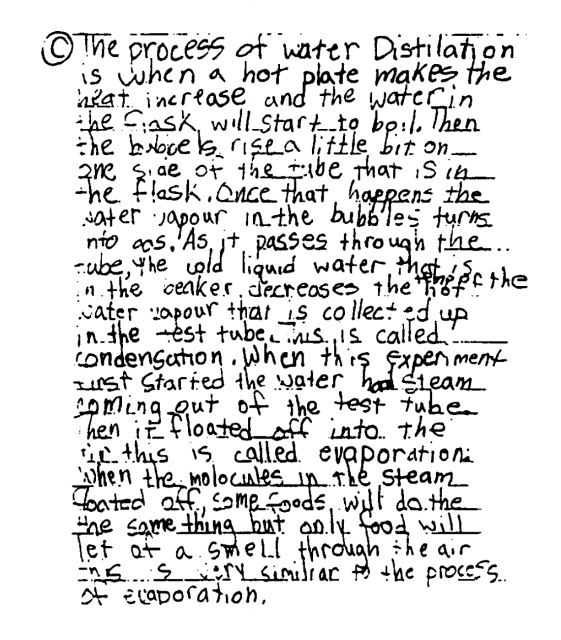 © The process of water Distilation
is when a hot plate makes the
heat increase and the water in
the flask will start to boil. Then
the bubbels rise a little bit on
one side of the tube that is in
the flask. Once that happens the
water vapour in the bubbles turns
into gas. As it passes through the
tube, the cold liquid water that is
in the beaker decreases the of the
water vapour that is collected up
in the test tube. This is called
condensation. When this experiment
first started the water had steam
coming out of the test tube
Then it floated off into the
air this is called evaporation.
When the molocules in the steam
floated off, some foods will do the
the same thing but only food will
let of a smell through the air
this is very similiar to the process
of evaporation.